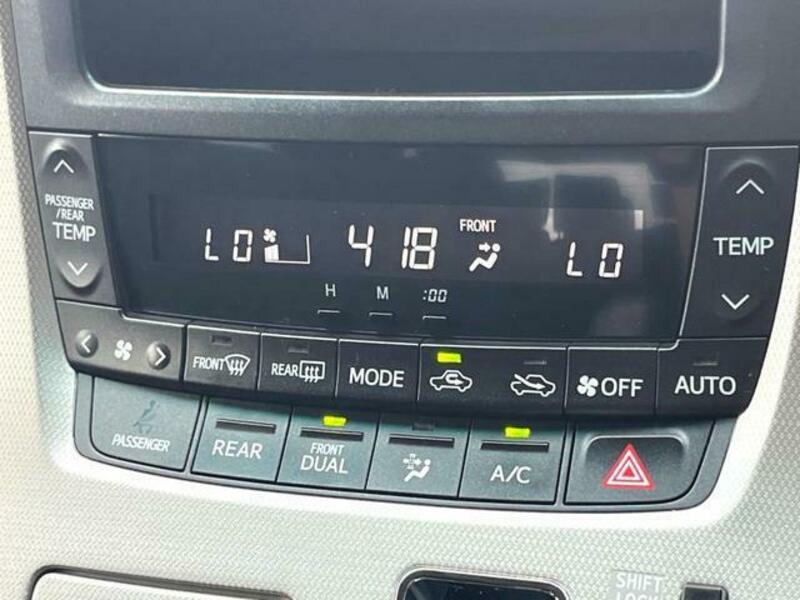 PASSENGER
/REAR
TEMP
LO
4 18
FRONT
LO
TEMP
H
M
:00
FRONT
REAR
MODE
OFF
AUTO
PASSENGER
REAR
FRONT
DUAL
A/C
SHIFT
LOCK